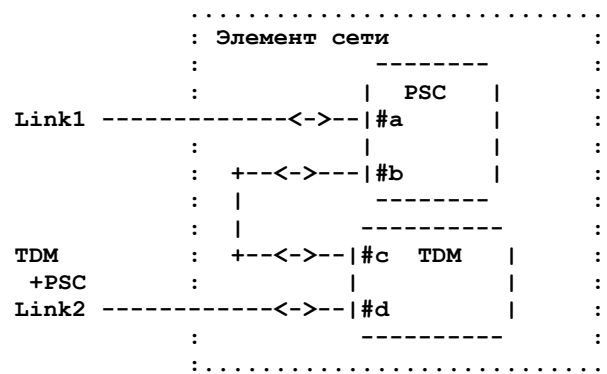 Элемент сети
PSC
Link1 #a
#b
TDM #c TDM
+PSC
Link2 #d